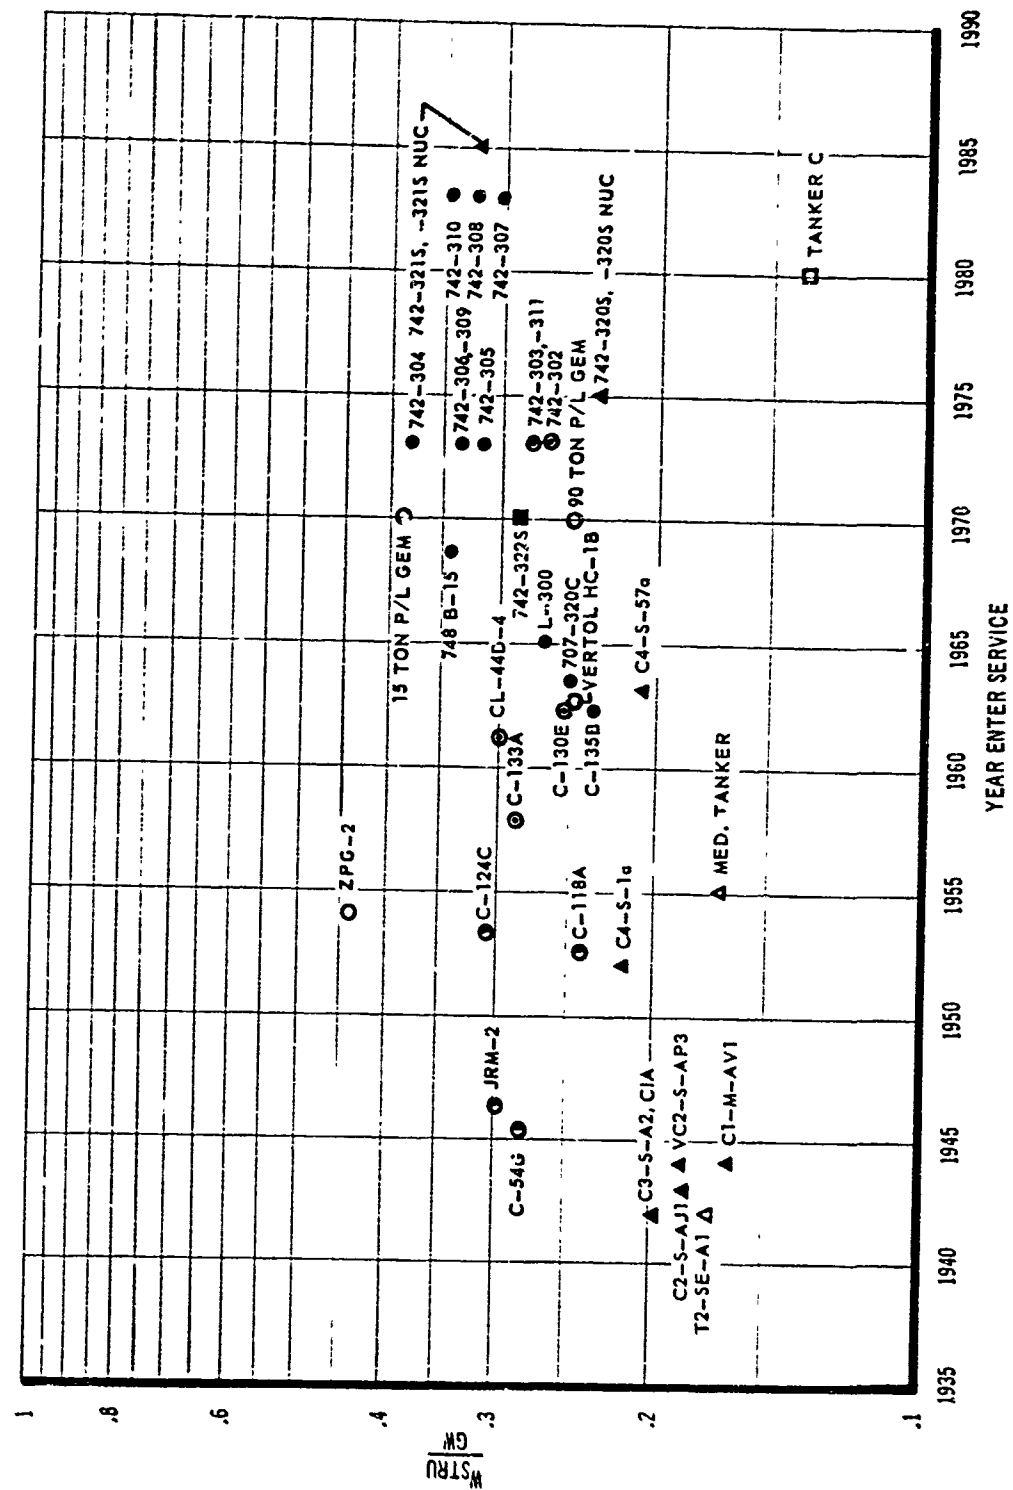 W_STRU
GW
1
.8
.6
.4
.3
.2
.1
ZPG-2
15 TON P/L GEM
742-304
742-321S, -321S NUC
748 B-15
742-306,-309
742-310
742-305
742-308
742-307
C-124C
JRM-2
CL-44D-4
C-133A
C-54G
742-322S
742-303,-311
742-302
L-300
90 TON P/L GEM
707-320C
VERTOL HC-1B
C-130E
C-135B
C-118A
742-320S, -320S NUC
C4-S-1a
C4-S-57a
C3-S-A2, CIA
C2-S-AJ1
VC2-S-AP3
T2-SE-A1
C1-M-AV1
MED. TANKER
TANKER C
1935
1940
1945
1950
1955
1960
1965
1970
1975
1980
1985
1990
YEAR ENTER SERVICE